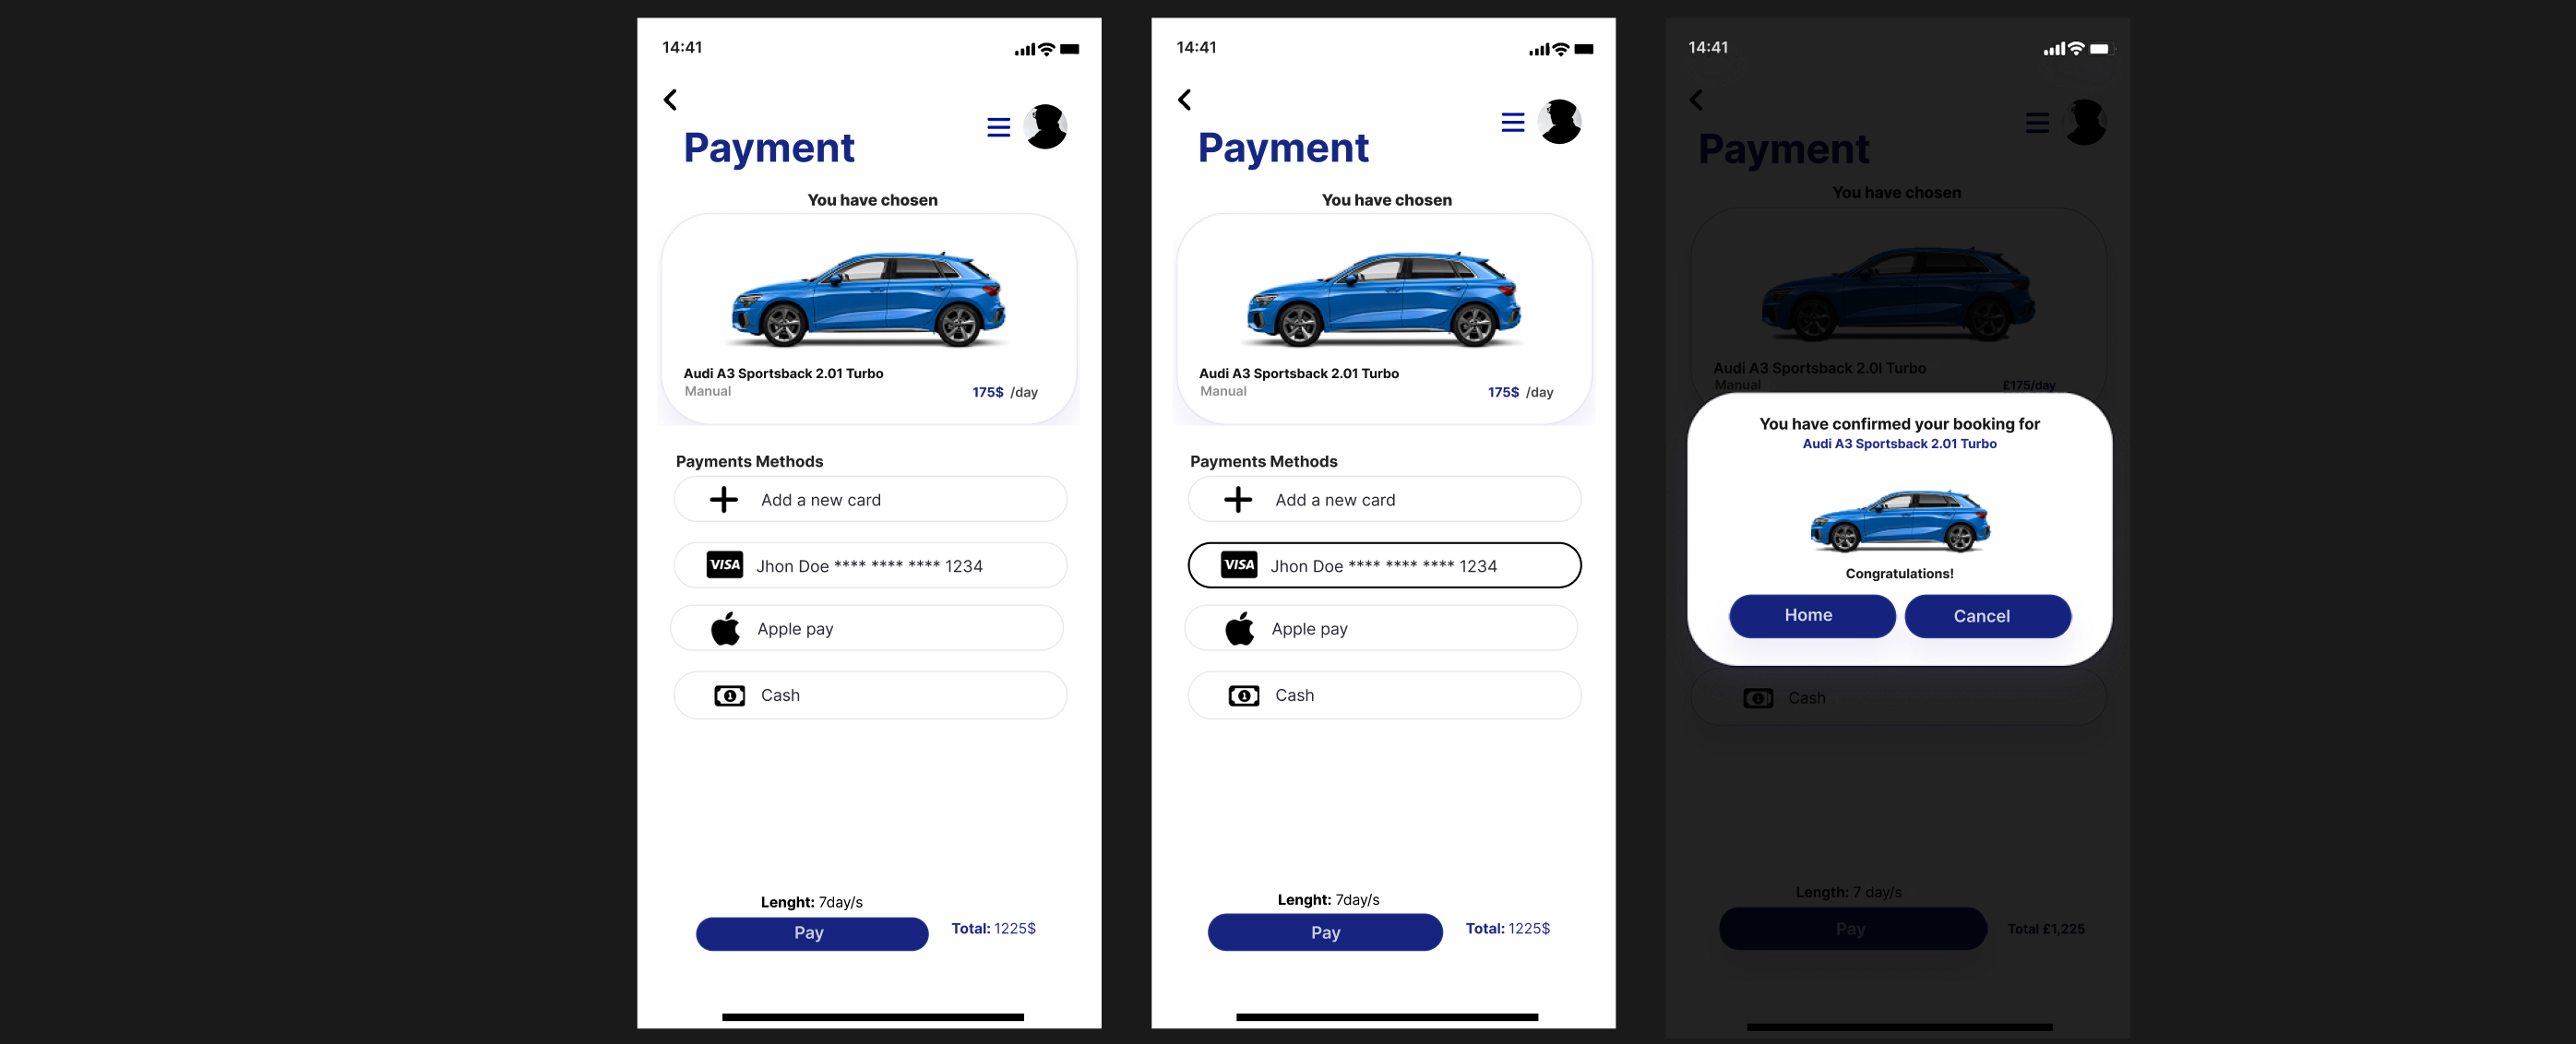 14:41
Payment
You have chosen
Audi A3 Sportsback 2.01 Turbo
Manual
175$ /day
Payments Methods
Add a new card
VISA Jhon Doe **** **** **** 1234
Apple pay
1 Cash
Lenght: 7day/s
Pay
Total: 1225$
14:41
Payment
You have chosen
Audi A3 Sportsback 2.01 Turbo
Manual
175$ /day
Payments Methods
Add a new card
VISA Jhon Doe **** **** **** 1234
Apple pay
1 Cash
Lenght: 7day/s
Pay
Total: 1225$
14:41
Payment
You have chosen
Audi A3 Sportsback 2.0l Turbo
Manual
£175/day
You have confirmed your booking for
Audi A3 Sportsback 2.01 Turbo
Congratulations!
Home
Cancel
1 Cash
Length: 7 day/s
Pay
Total £1,225